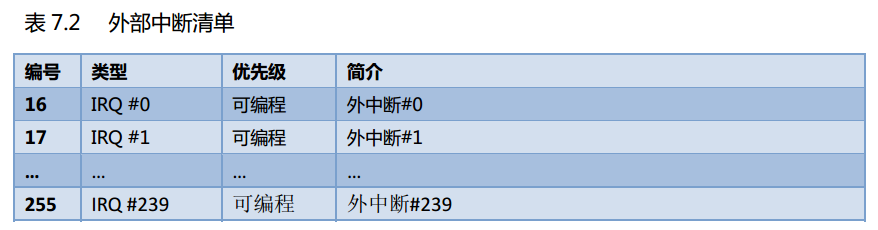 表 7.2 外部中断清单
编号 类型 优先级 简介
16 IRQ #0 可编程 外中断#0
17 IRQ #1 可编程 外中断#1
... ... ... ...
255 IRQ #239 可编程 外中断#239